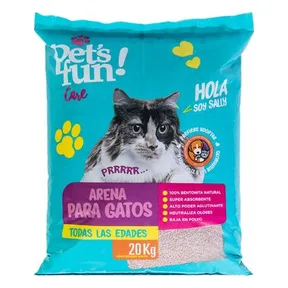 Pet's
fun!
Care
HOLA
SOY SALLY
PRRRRR...
ARENA
PARA GATOS
TODAS LAS EDADES
20Kg
• 100% BENTONITA NATURAL
• SUPER ABSORBENTE
• ALTO PODER AGLUTINANTE
• NEUTRALIZA OLORES
• BAJA EN POLVO